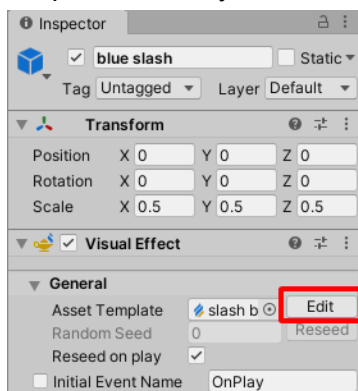 Inspector
blue slash Static
Tag Untagged Layer Default
Transform
Position X 0 Y 0 Z 0
Rotation X 0 Y 0 Z 0
Scale X 0.5 Y 0.5 Z 0.5
Visual Effect
General
Asset Template slash b Edit
Random Seed 0 Reseed
Reseed on play
Initial Event Name OnPlay